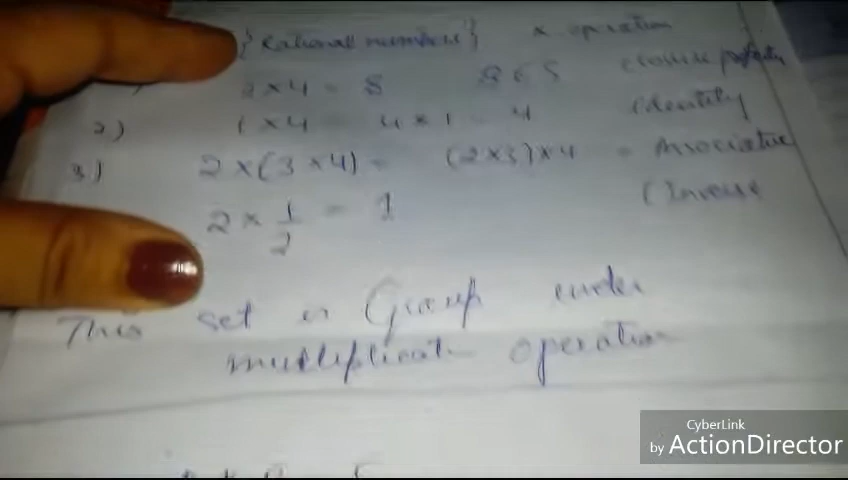 {Rational numbers} × operation
2 × 4 = 8 8 ∈ S closure property
2) 1 × 4 = 4 × 1 = 4 Identity
3) 2 × (3 × 4) = (2 × 3) × 4 = Associative
2 × 1/2 = 1 (Inverse
This set is Group under
multiplicati operation
CyberLink
by ActionDirector